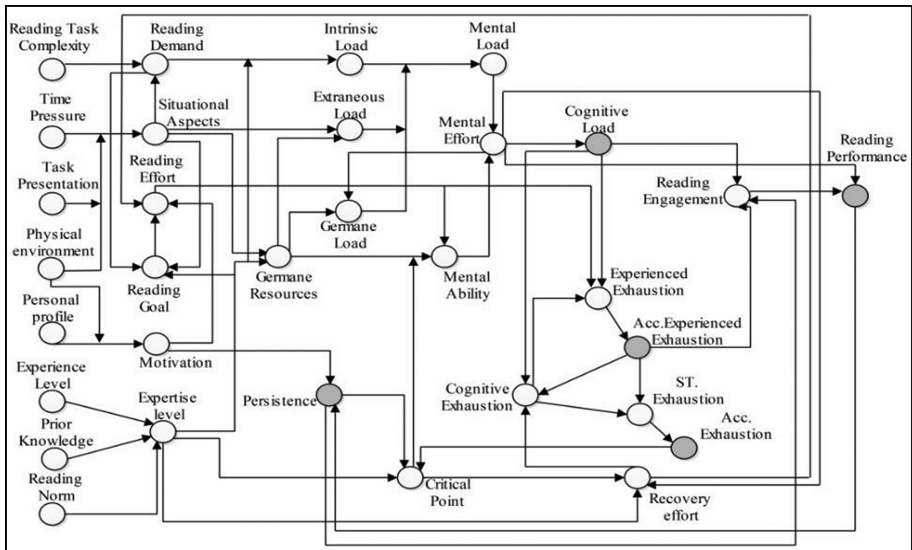 Reading Task
Complexity
Reading
Demand
Intrinsic
Load
Mental
Load
Time
Pressure
Situational
Aspects
Extraneous
Load
Mental
Effort
Cognitive
Load
Reading
Performance
Task
Presentation
Reading
Effort
Germane
Load
Reading
Engagement
Physical
environment
Reading
Goal
Germane
Resources
Mental
Ability
Experienced
Exhaustion
Personal
profile
Motivation
Acc.Experienced
Exhaustion
Experience
Level
Expertise
level
Persistence
Cognitive
Exhaustion
ST.
Exhaustion
Prior
Knowledge
Acc.
Exhaustion
Reading
Norm
Critical
Point
Recovery
effort